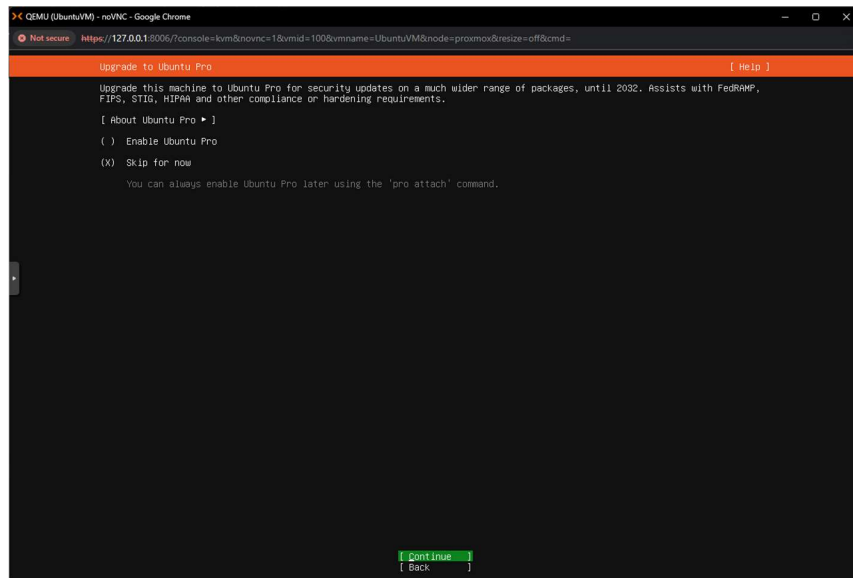 QEMU (UbuntuVM) - noVNC - Google Chrome
Not secure https://127.0.0.1:8006/?console=kvm&novnc=1&vmid=100&vmname=UbuntuVM&node=proxmox&resize=off&cmd=
Upgrade to Ubuntu Pro [ Help ]
Upgrade this machine to Ubuntu Pro for security updates on a much wider range of packages, until 2032. Assists with FedRAMP,
FIPS, STIG, HIPAA and other compliance or hardening requirements.
[ About Ubuntu Pro ▸ ]
( ) Enable Ubuntu Pro
(X) Skip for now
You can always enable Ubuntu Pro later using the 'pro attach' command.
[ Continue ]
[ Back ]